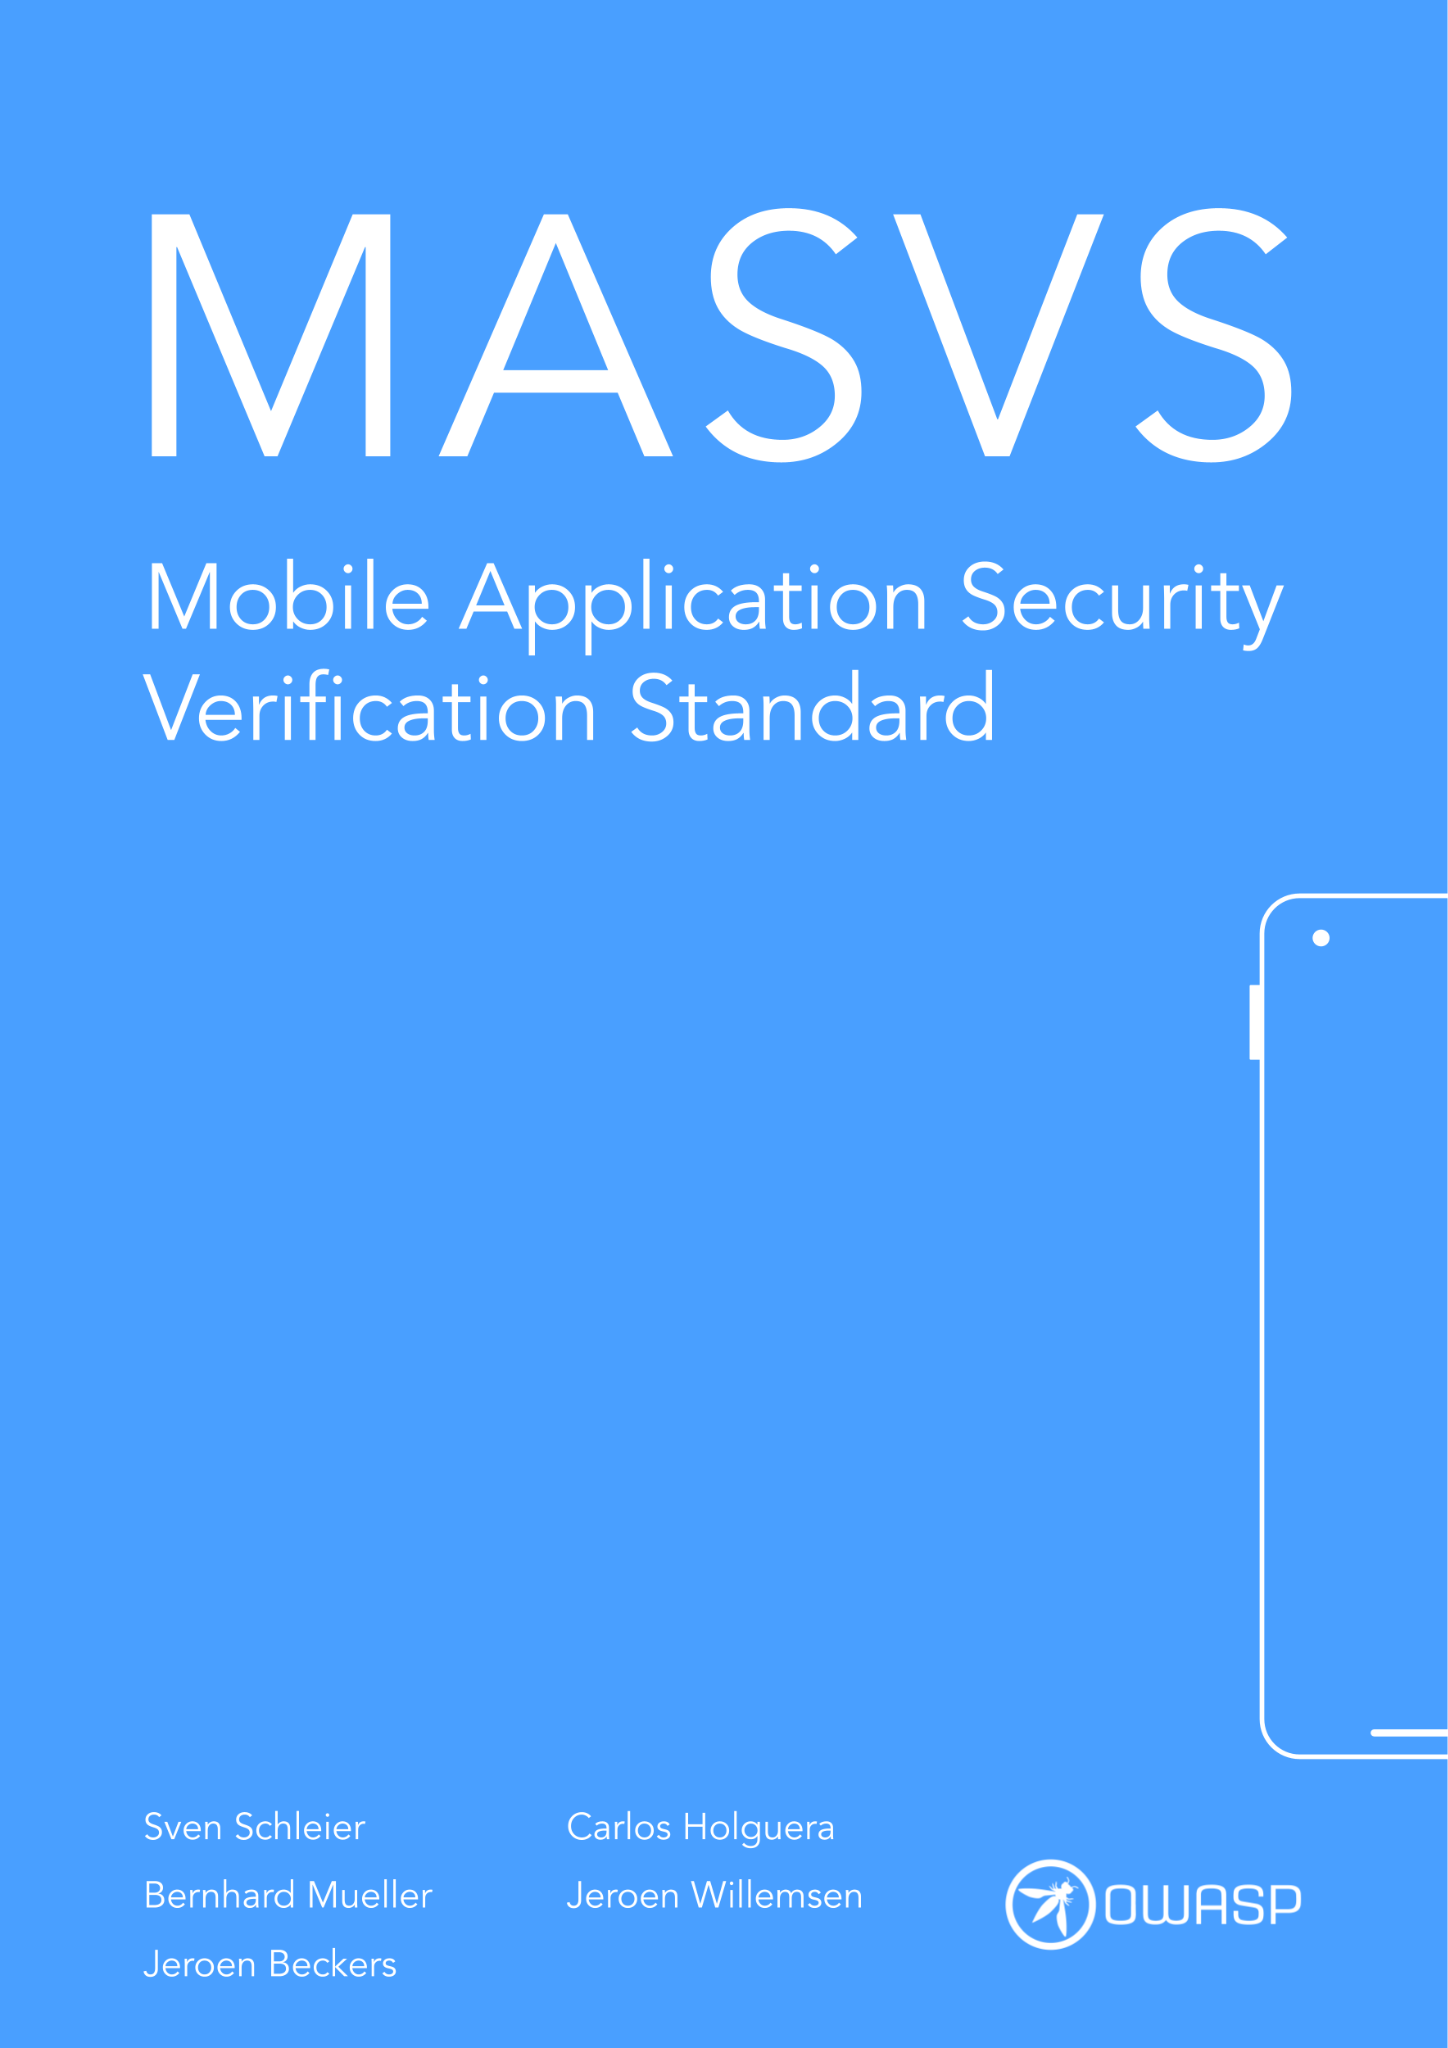 MASVS
Mobile Application Security
Verification Standard
Sven Schleier
Carlos Holguera
Bernhard Mueller
Jeroen Willemsen
Jeroen Beckers
OWASP